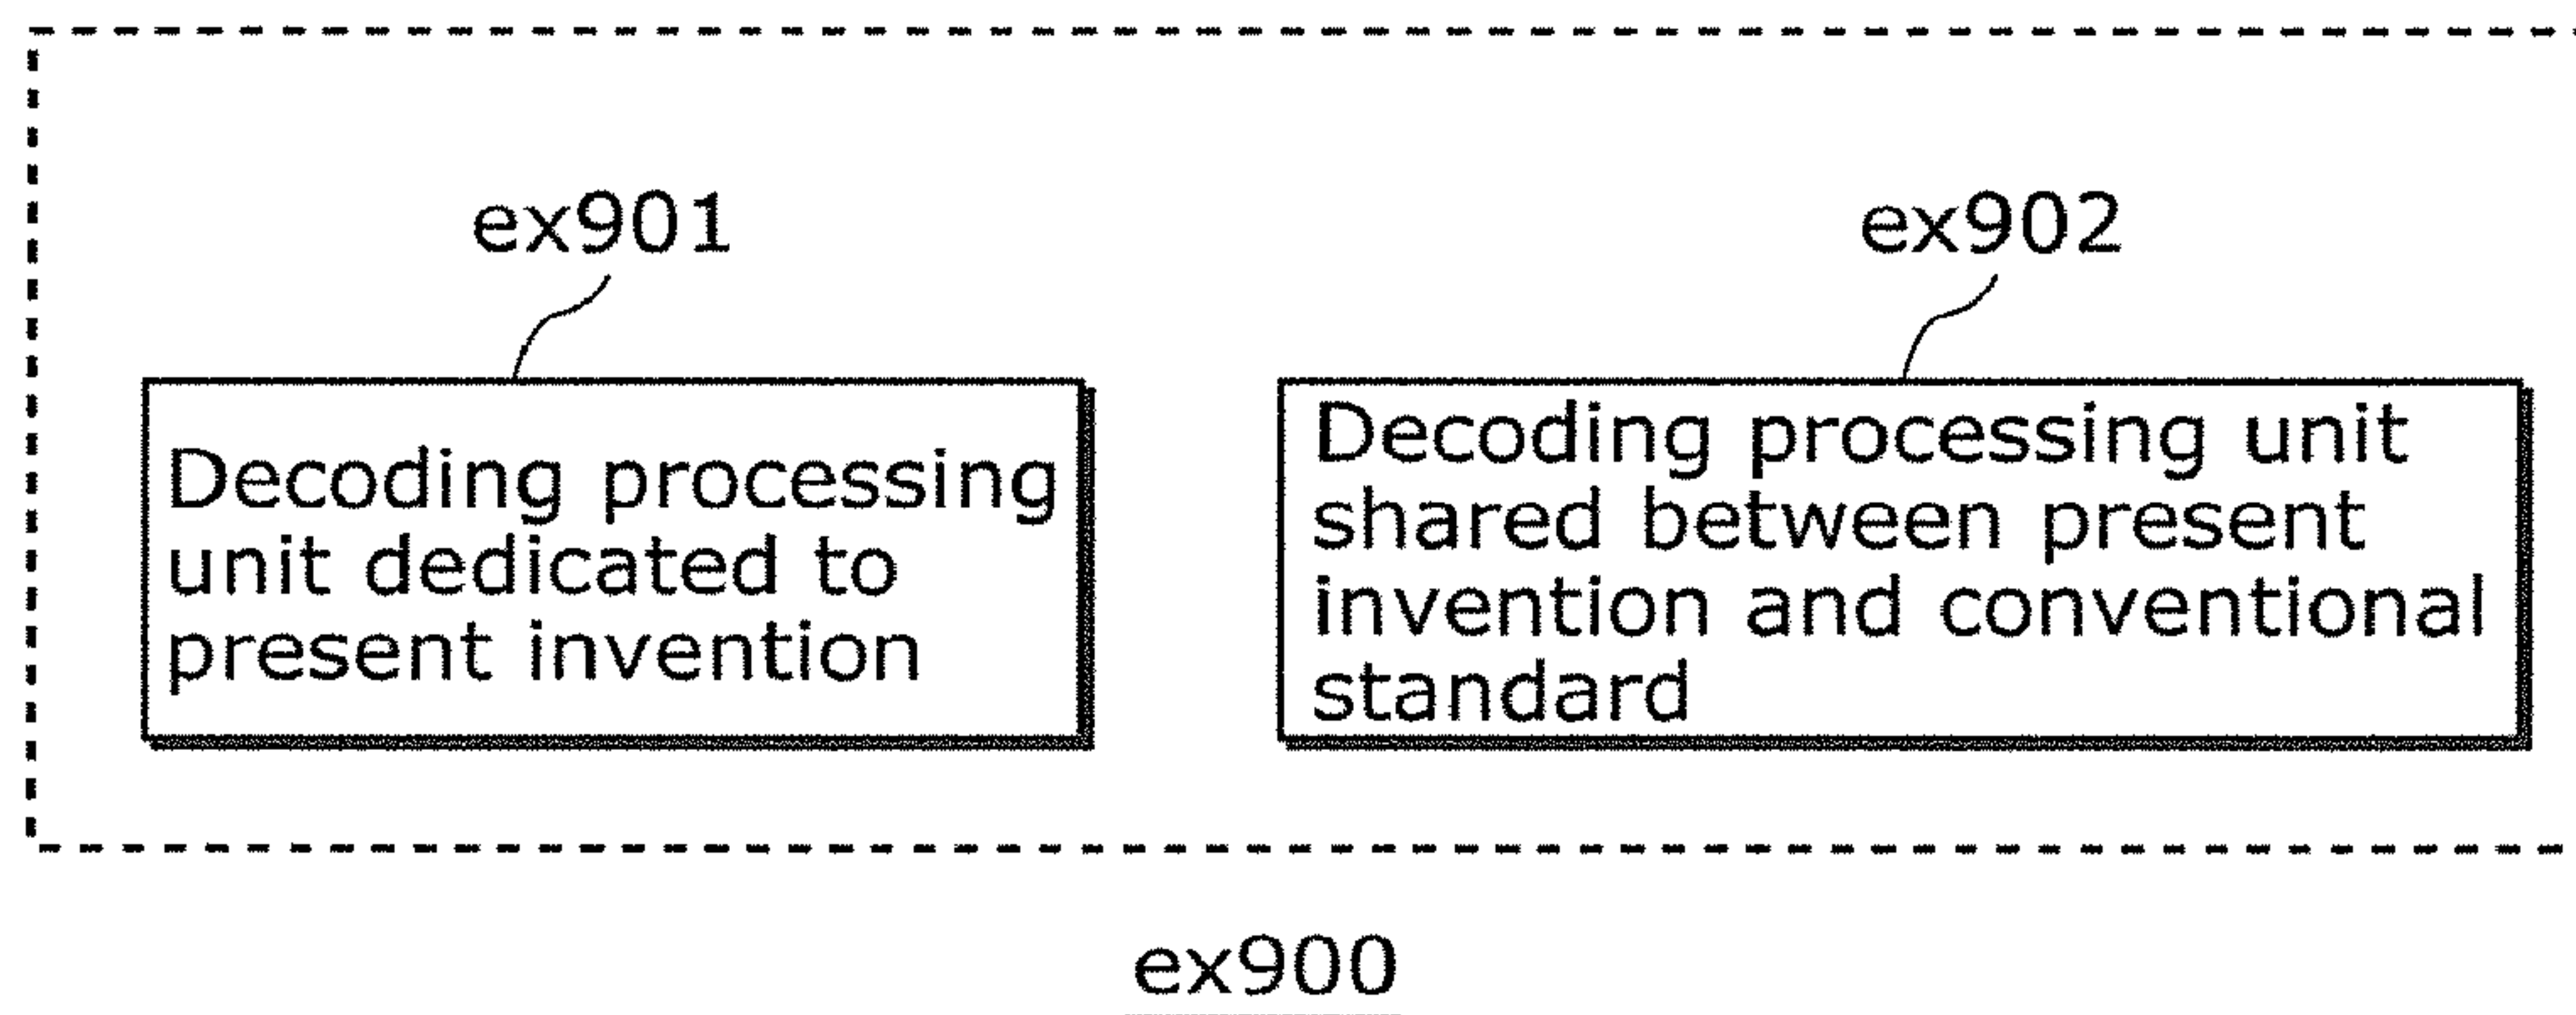 ex901
ex902
Decoding processing
unit dedicated to
present invention
Decoding processing unit
shared between present
invention and conventional
standard
ex900